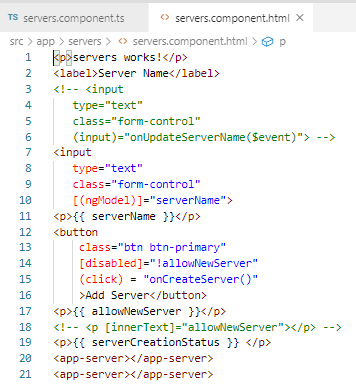 servers.component.ts servers.component.html ×
src > app > servers > servers.component.html > p
1 <p>servers works!</p>
2 <label>Server Name</label>
3 <!-- <input
4 type="text"
5 class="form-control"
6 (input)="onUpdateServerName($event)"> -->
7 <input
8 type="text"
9 class="form-control"
10 [(ngModel)]="serverName">
11 <p>{{ serverName }}</p>
12 <button
13 class="btn btn-primary"
14 [disabled]="!allowNewServer"
15 (click) = "onCreateServer()"
16 >Add Server</button>
17 <p>{{ allowNewServer }}</p>
18 <!-- <p [innerText]="allowNewServer"></p> -->
19 <p>{{ serverCreationStatus }} </p>
20 <app-server></app-server>
21 <app-server></app-server>